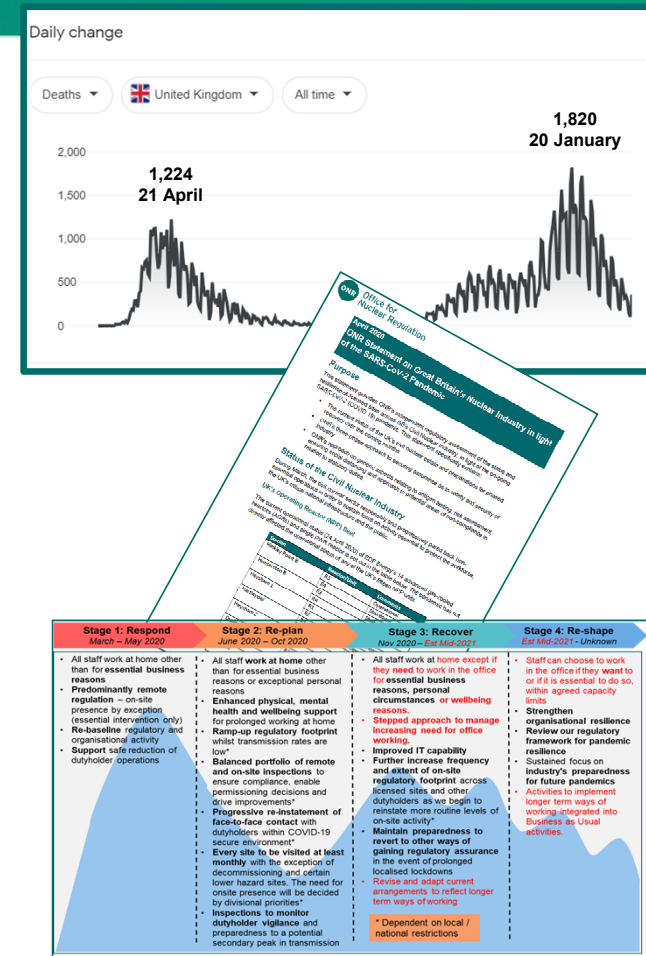 Daily change
Deaths
United Kingdom
All time
1,820
20 January
1,224
21 April
2,000
1,500
1,000
500
0
ONR
Office for
Nuclear Regulation
April 2020
ONR Statement on Great Britain's Nuclear Industry in light
of the SARS-CoV-2 Pandemic
Purpose
Status of the Civil Nuclear Industry
UK's Operating Reactor (NPP) fleet
Stage 1: Respond
March – May 2020
• All staff work at home other
than for essential business
reasons
• Predominantly remote
regulation – on-site
presence by exception
(essential intervention only)
• Re-baseline regulatory and
organisational activity
• Support safe reduction of
dutyholder operations
Stage 2: Re-plan
June 2020 – Oct 2020
• All staff work at home other
than for essential business
reasons or exceptional personal
reasons
• Enhanced physical, mental
health and wellbeing support
for prolonged working at home
• Ramp-up regulatory footprint
whilst transmission rates are
low*
• Balanced portfolio of remote
and on-site inspections to
ensure compliance, enable
permissioning decisions and
drive improvements*
• Progressive re-instatement of
face-to-face contact with
dutyholders within COVID-19
secure environment*
• Every site to be visited at least
monthly with the exception of
decommissioning and certain
lower hazard sites. The need for
onsite presence will be decided
by divisional priorities*
• Inspections to monitor
dutyholder vigilance and
preparedness to a potential
secondary peak in transmission
Stage 3: Recover
Nov 2020 – Est Mid-2021
• All staff work at home except if
they need to work in the office
for essential business
reasons, personal
circumstances or wellbeing
reasons.
• Stepped approach to manage
increasing need for office
working.
• Improved IT capability
• Further increase frequency
and extent of on-site
regulatory footprint across
licensed sites and other
dutyholders as we begin to
reinstate more routine levels of
on-site activity*
• Maintain preparedness to
revert to other ways of
gaining regulatory assurance
in the event of prolonged
localised lockdowns
• Revise and adapt current
arrangements to reflect longer
term ways of working
* Dependent on local /
national restrictions
Stage 4: Re-shape
Est Mid-2021 - Unknown
• Staff can choose to work
in the office if they want to
or if it is essential to do so,
within agreed capacity
limits
• Strengthen
organisational resilience
• Review our regulatory
framework for pandemic
resilience
• Sustained focus on
industry's preparedness
for future pandemics
• Activities to implement
longer term ways of
working integrated into
Business as Usual
activities.